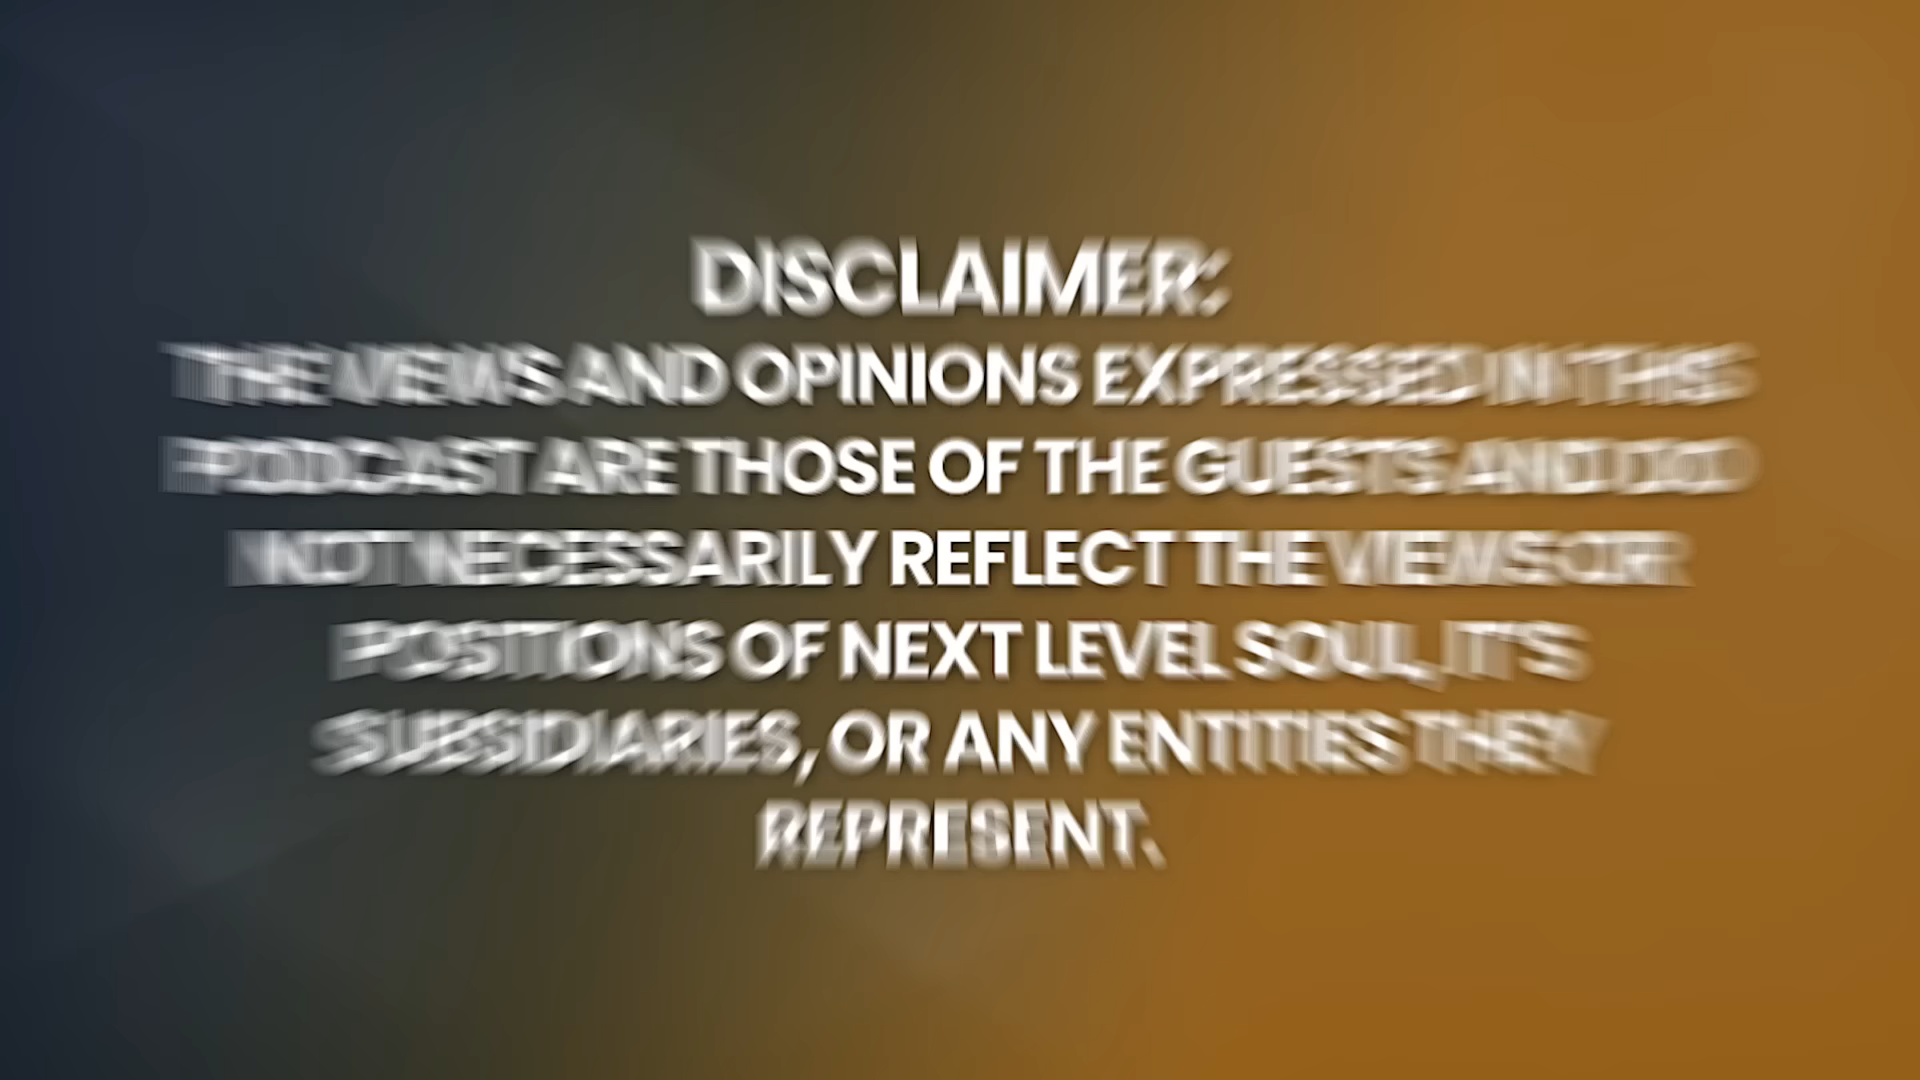 DISCLAIMER:
THE VIEWS AND OPINIONS EXPRESSED IN THIS
PODCAST ARE THOSE OF THE GUESTS AND DO
NOT NECESSARILY REFLECT THE VIEWS OR
POSITIONS OF NEXT LEVEL SOUL, IT'S
SUBSIDIARIES, OR ANY ENTITIES THEY
REPRESENT.